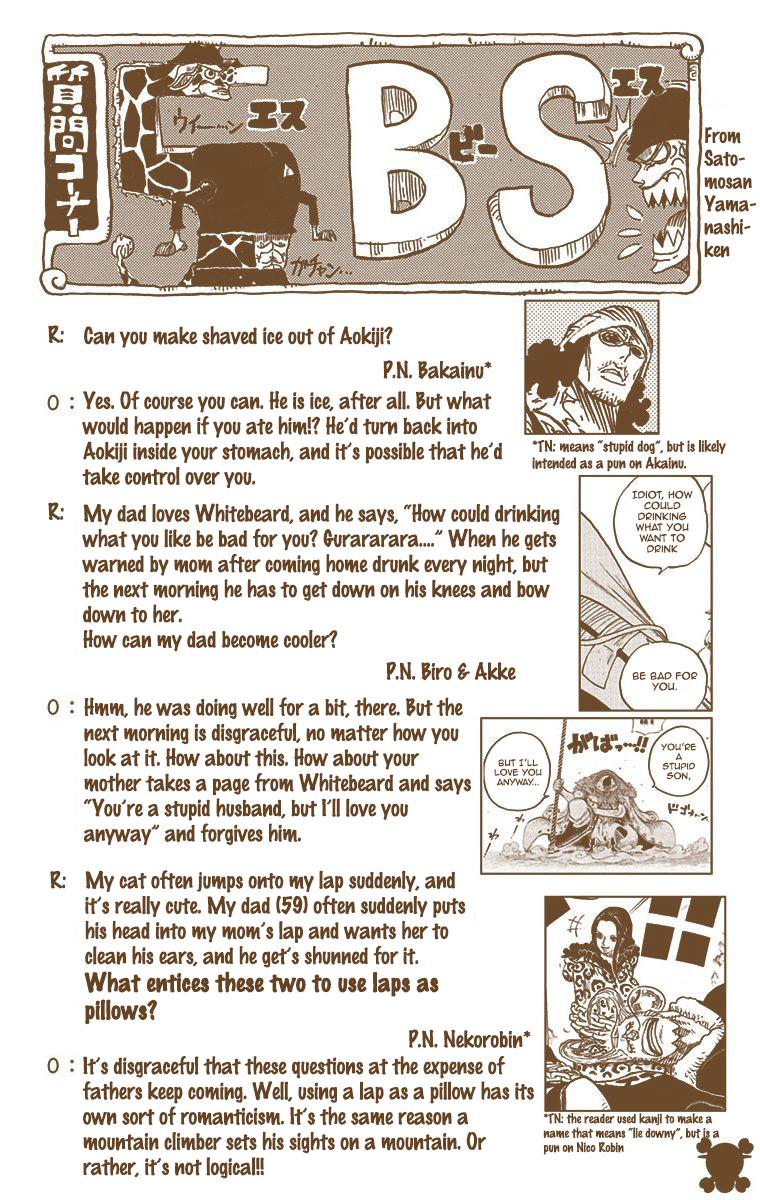 質問コーナー
ウイーーン
エス
B
ビー
S
エス
ガチャン…
From
Sato-
mosan
Yama-
nashi-
ken
R: Can you make shaved ice out of Aokiji?
P.N. Bakainu*
O : Yes. Of course you can. He is ice, after all. But what
would happen if you ate him!? He'd turn back into
Aokiji inside your stomach, and it's possible that he'd
take control over you.
*TN: means "stupid dog", but is likely
intended as a pun on Akainu.
R: My dad loves Whitebeard, and he says, "How could drinking
what you like be bad for you? Gurararara...." When he gets
warned by mom after coming home drunk every night, but
the next morning he has to get down on his knees and bow
down to her.
How can my dad become cooler?
P.N. Biro & Akke
IDIOT, HOW
COULD
DRINKING
WHAT YOU
WANT TO
DRINK
BE BAD FOR
YOU.
O : Hmm, he was doing well for a bit, there. But the
next morning is disgraceful, no matter how you
look at it. How about this. How about your
mother takes a page from Whitebeard and says
"You're a stupid husband, but I'll love you
anyway" and forgives him.
YOU'RE
A
STUPID
SON,
がばっ…!!
BUT I'LL
LOVE YOU
ANYWAY...
R: My cat often jumps onto my lap suddenly, and
it's really cute. My dad (59) often suddenly puts
his head into my mom's lap and wants her to
clean his ears, and he get's shunned for it.
What entices these two to use laps as
pillows?
P.N. Nekorobin*
O : It's disgraceful that these questions at the expense of
fathers keep coming. Well, using a lap as a pillow has its
own sort of romanticism. It's the same reason a
mountain climber sets his sights on a mountain. Or
rather, it's not logical!!
*TN: the reader used kanji to make a
name that means "lie downy", but is a
pun on Nico Robin